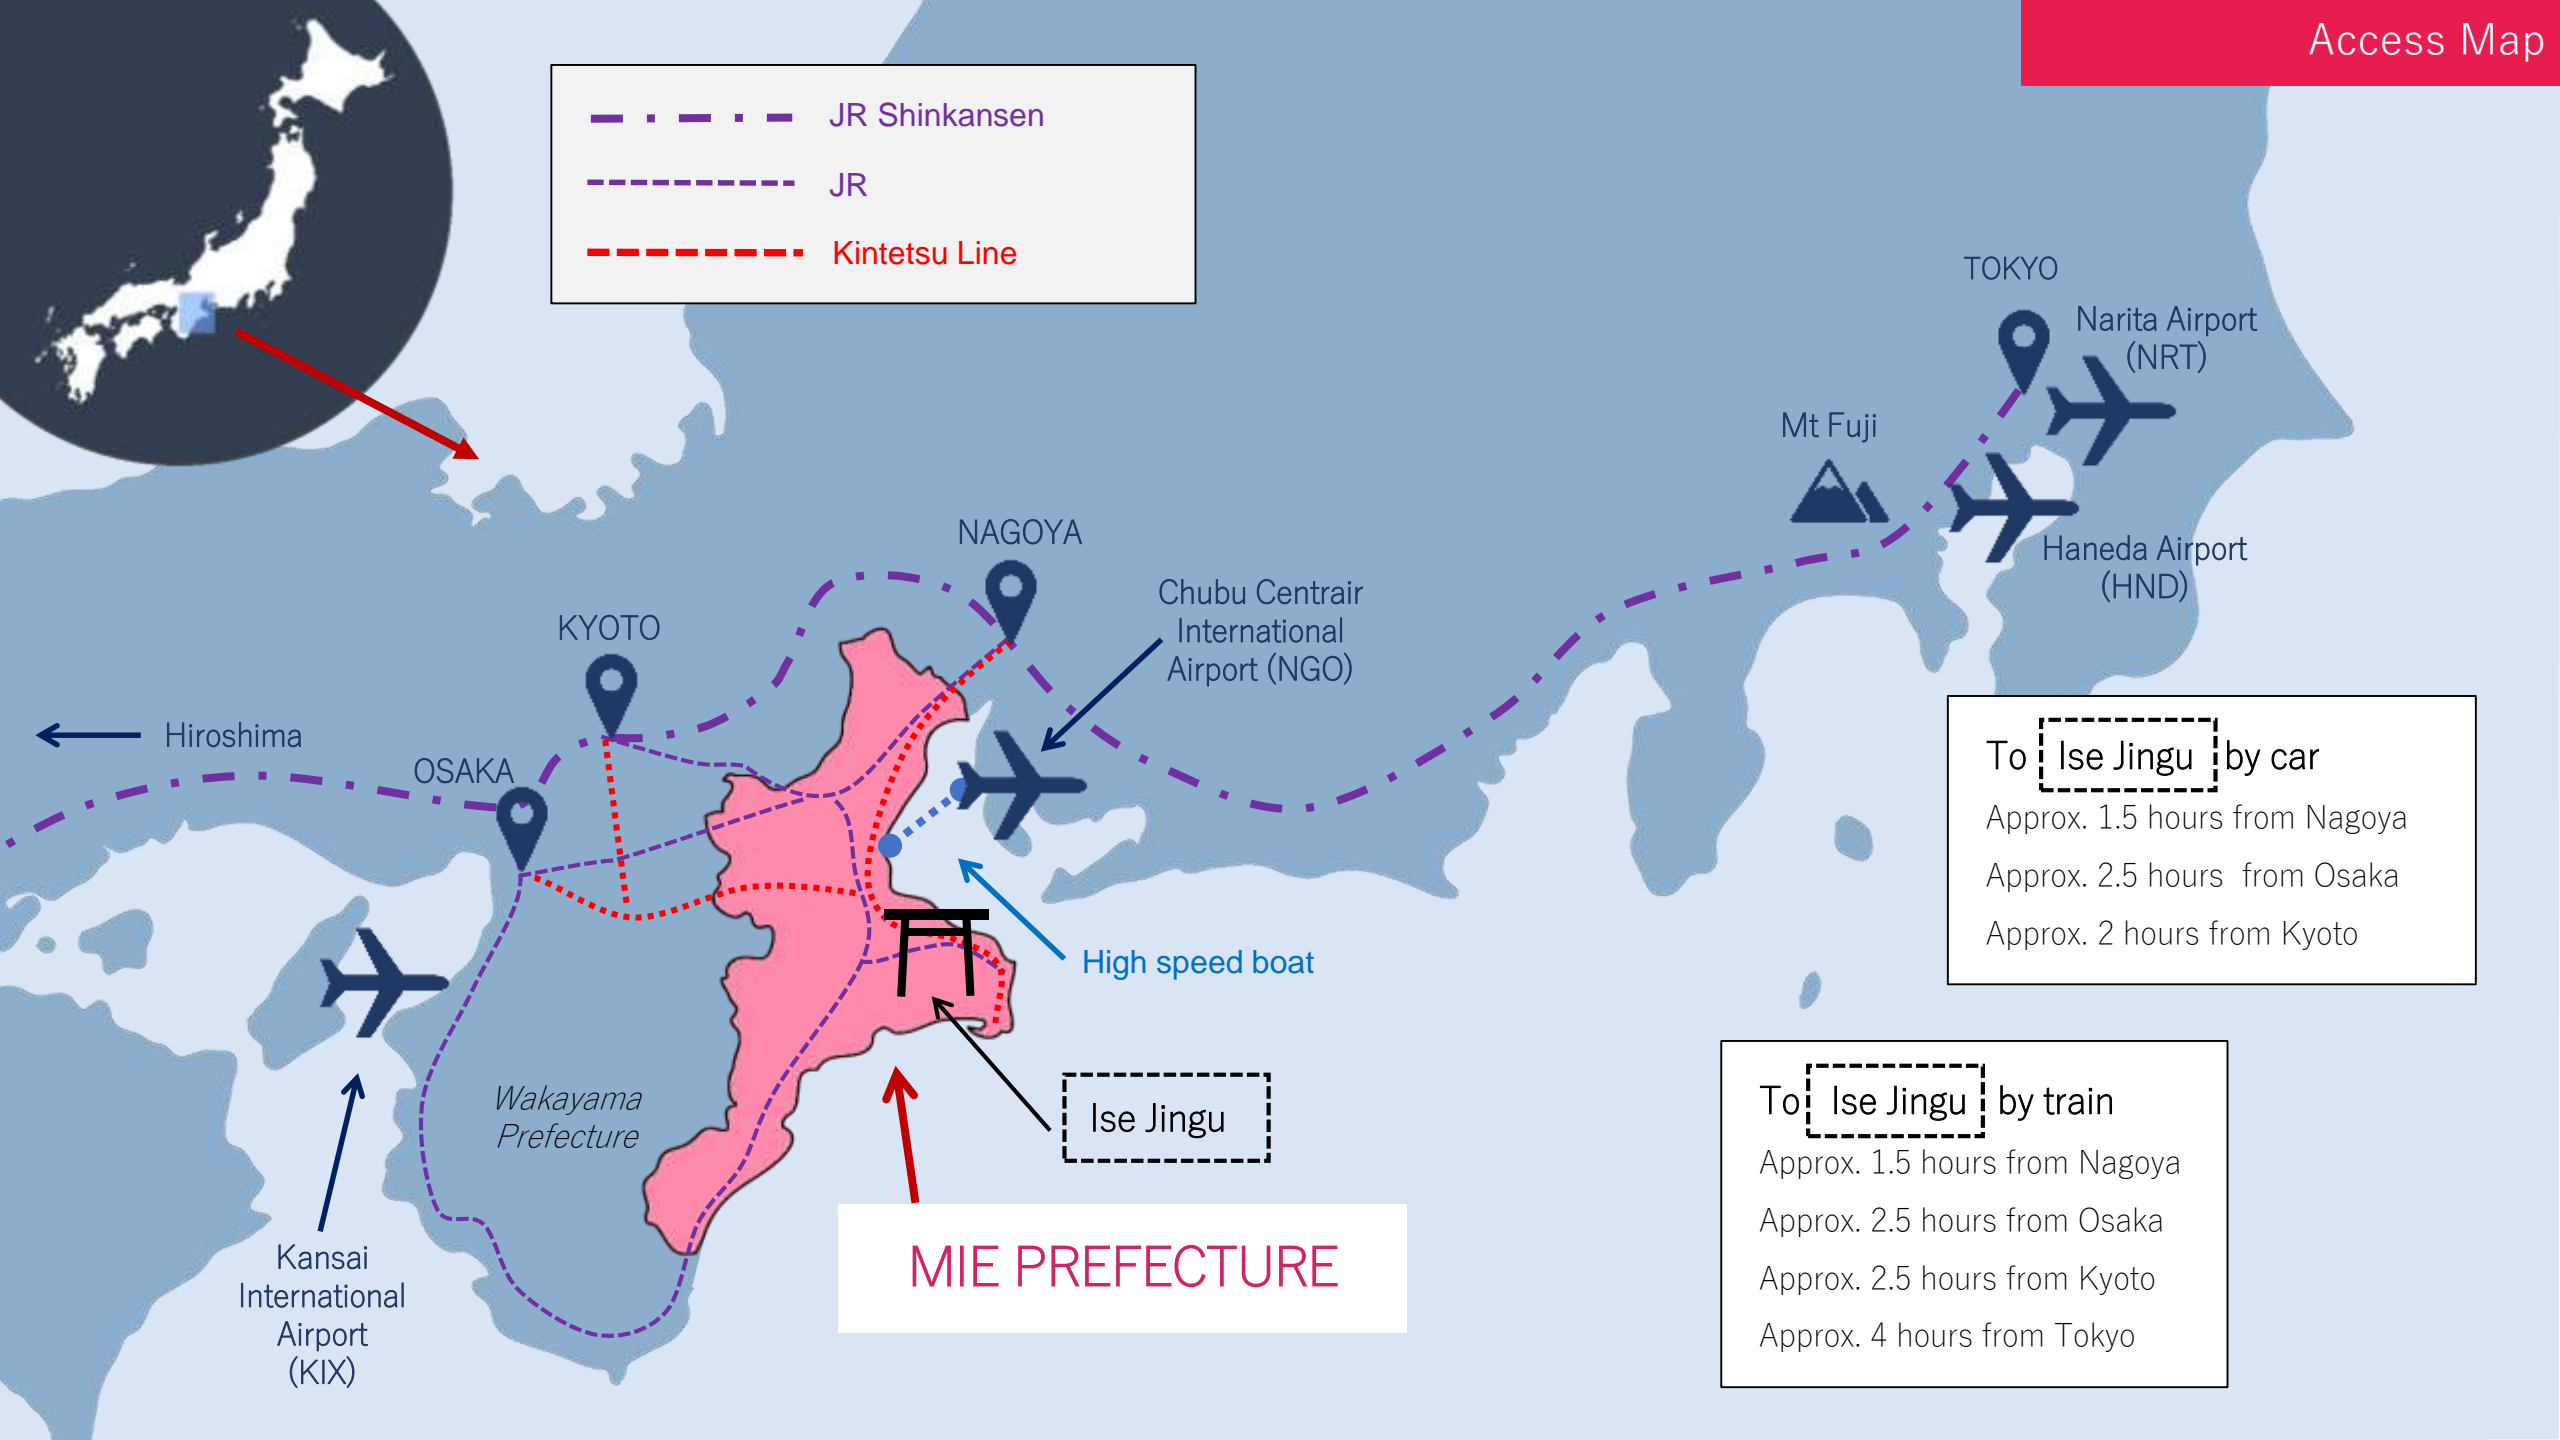 Access Map
JR Shinkansen
JR
Kintetsu Line
TOKYO
Narita Airport
(NRT)
Mt Fuji
Haneda Airport
(HND)
NAGOYA
Chubu Centrair
International
Airport (NGO)
KYOTO
Hiroshima
OSAKA
To Ise Jingu by car
Approx. 1.5 hours from Nagoya
Approx. 2.5 hours from Osaka
Approx. 2 hours from Kyoto
High speed boat
Wakayama
Prefecture
Ise Jingu
To Ise Jingu by train
Approx. 1.5 hours from Nagoya
Approx. 2.5 hours from Osaka
Approx. 2.5 hours from Kyoto
Approx. 4 hours from Tokyo
MIE PREFECTURE
Kansai
International
Airport
(KIX)